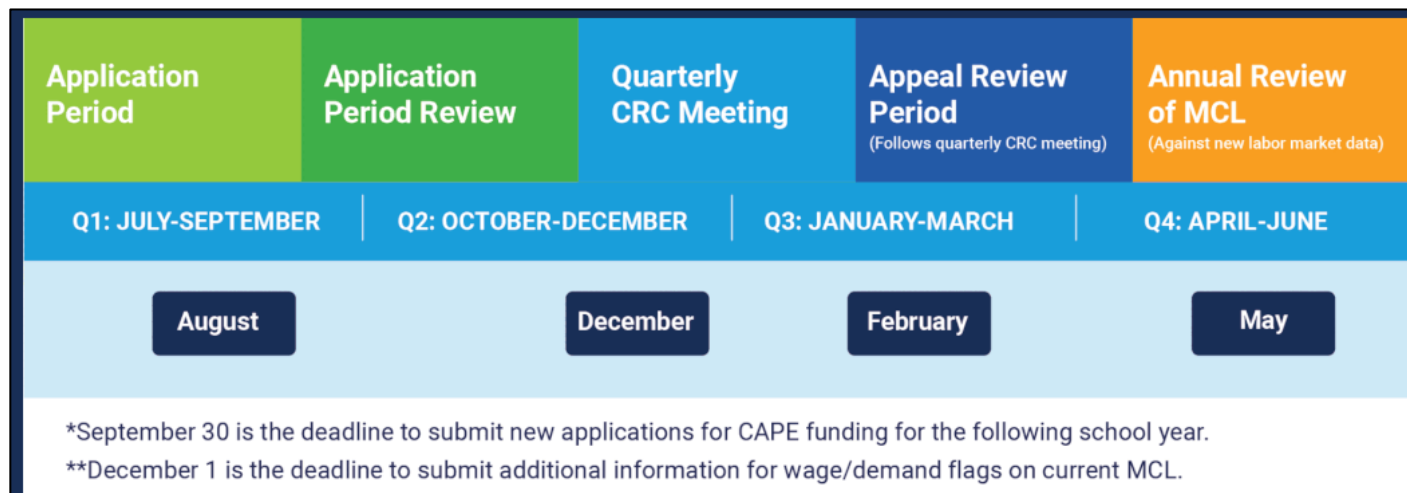 Application
Period
Application
Period Review
Quarterly
CRC Meeting
Appeal Review
Period
(Follows quarterly CRC meeting)
Annual Review
of MCL
(Against new labor market data)
Q1: JULY-SEPTEMBER
Q2: OCTOBER-DECEMBER
Q3: JANUARY-MARCH
Q4: APRIL-JUNE
August
December
February
May
*September 30 is the deadline to submit new applications for CAPE funding for the following school year.
**December 1 is the deadline to submit additional information for wage/demand flags on current MCL.